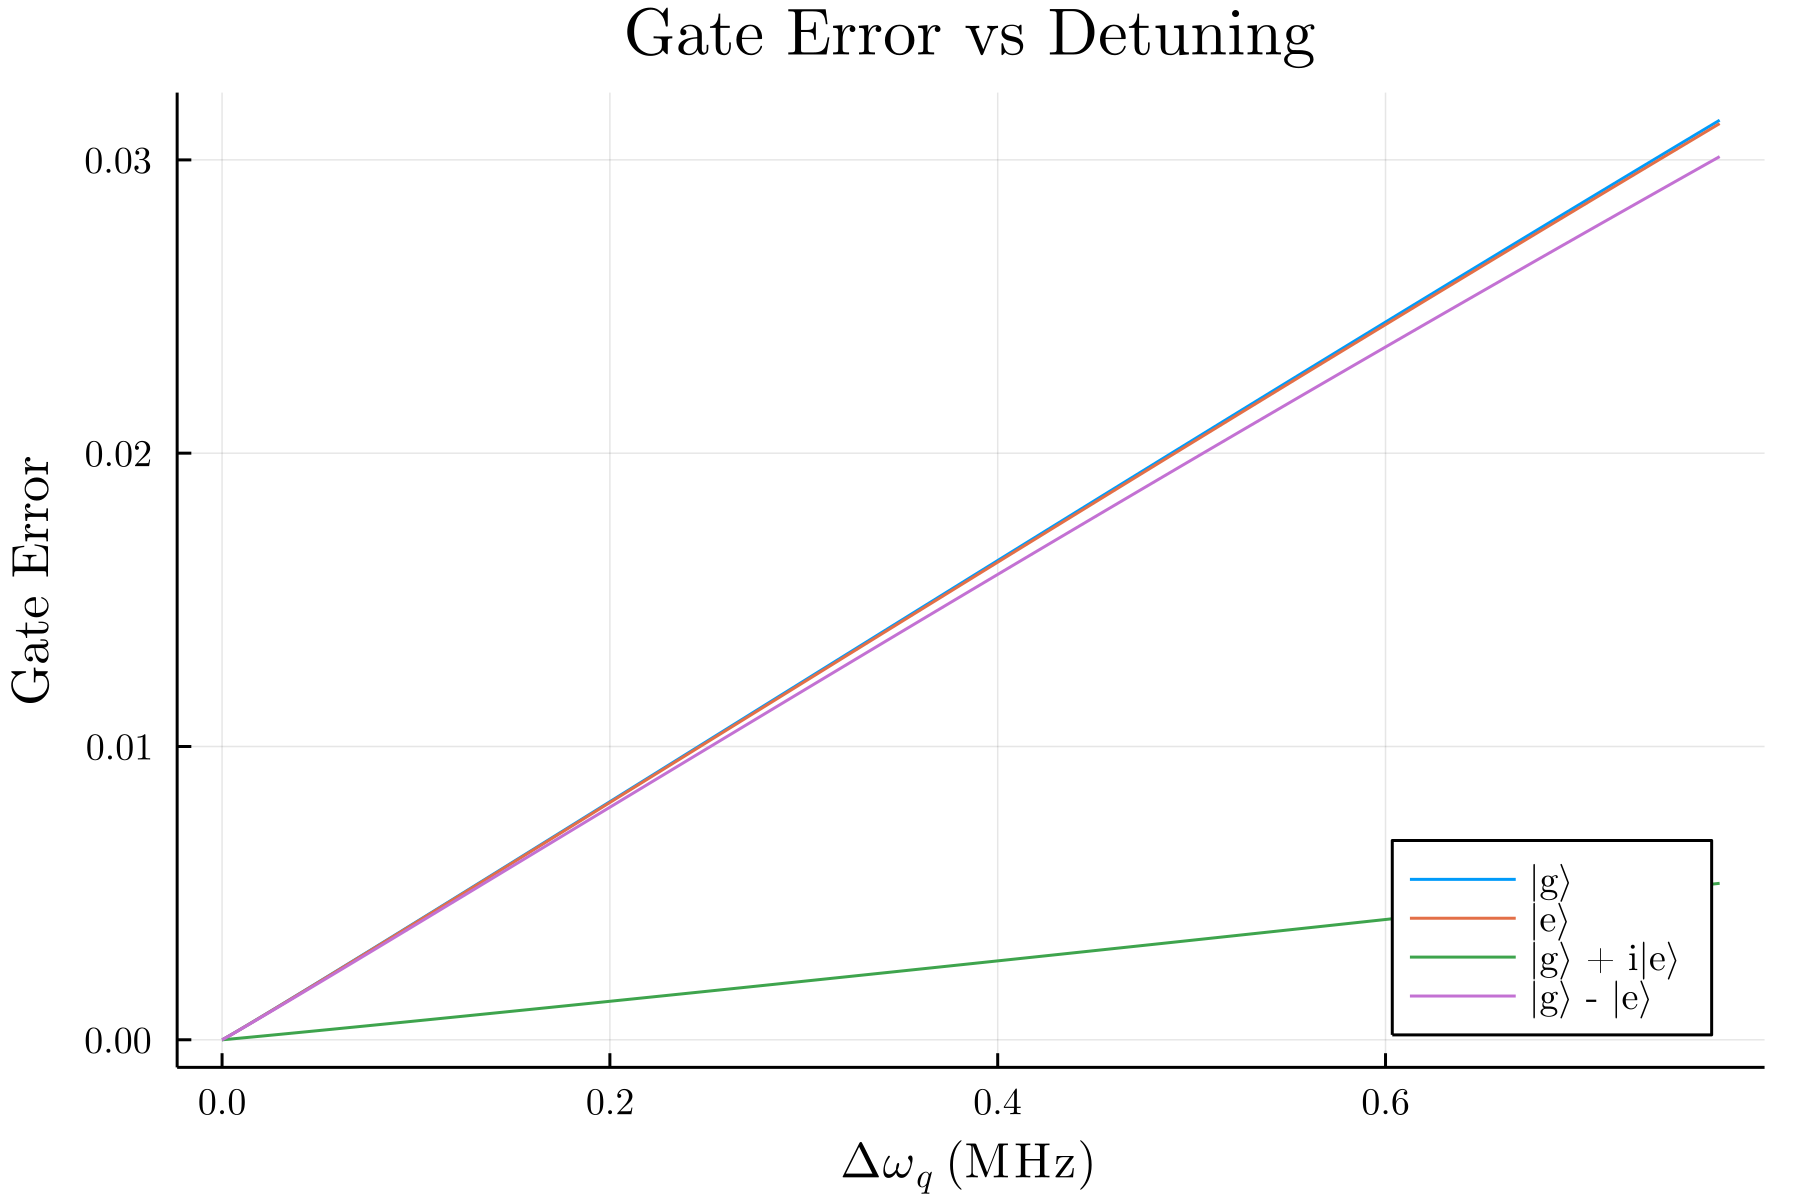 Gate Error vs Detuning
Gate Error
0.03
0.02
0.01
0.00
0.0 0.2 0.4 0.6
Δω_q (MHz)
|g⟩
|e⟩
|g⟩ + i|e⟩
|g⟩ - |e⟩